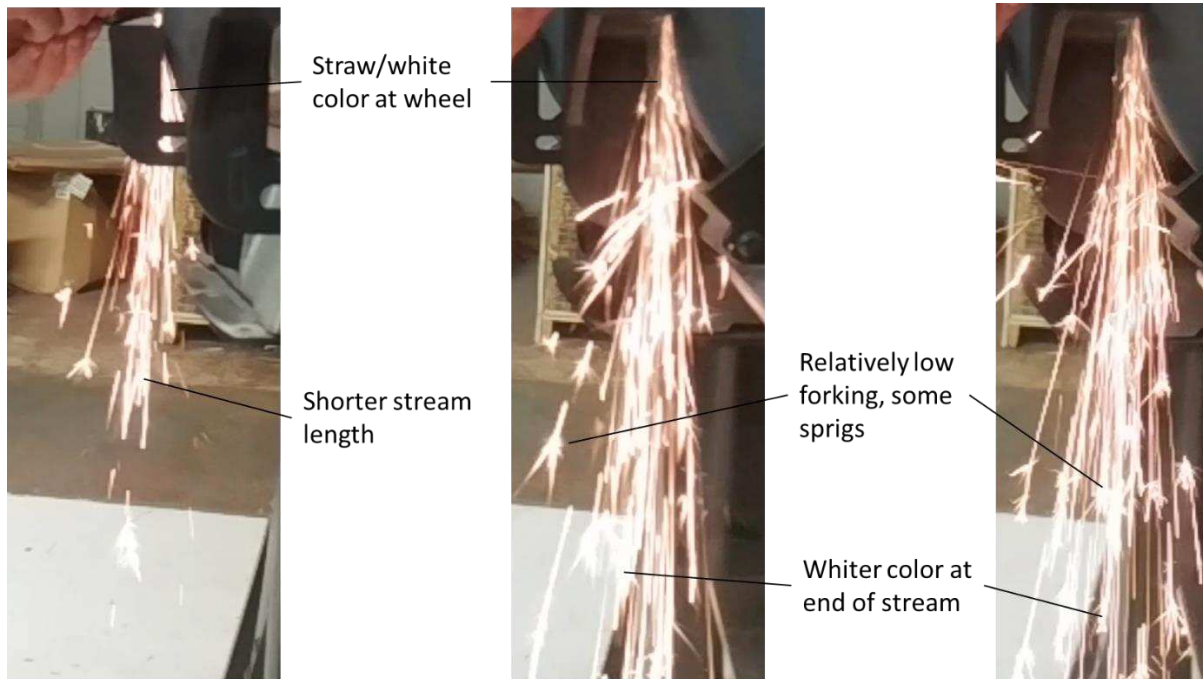 Straw/white
color at wheel
Shorter stream
length
Relatively low
forking, some
sprigs
Whiter color at
end of stream